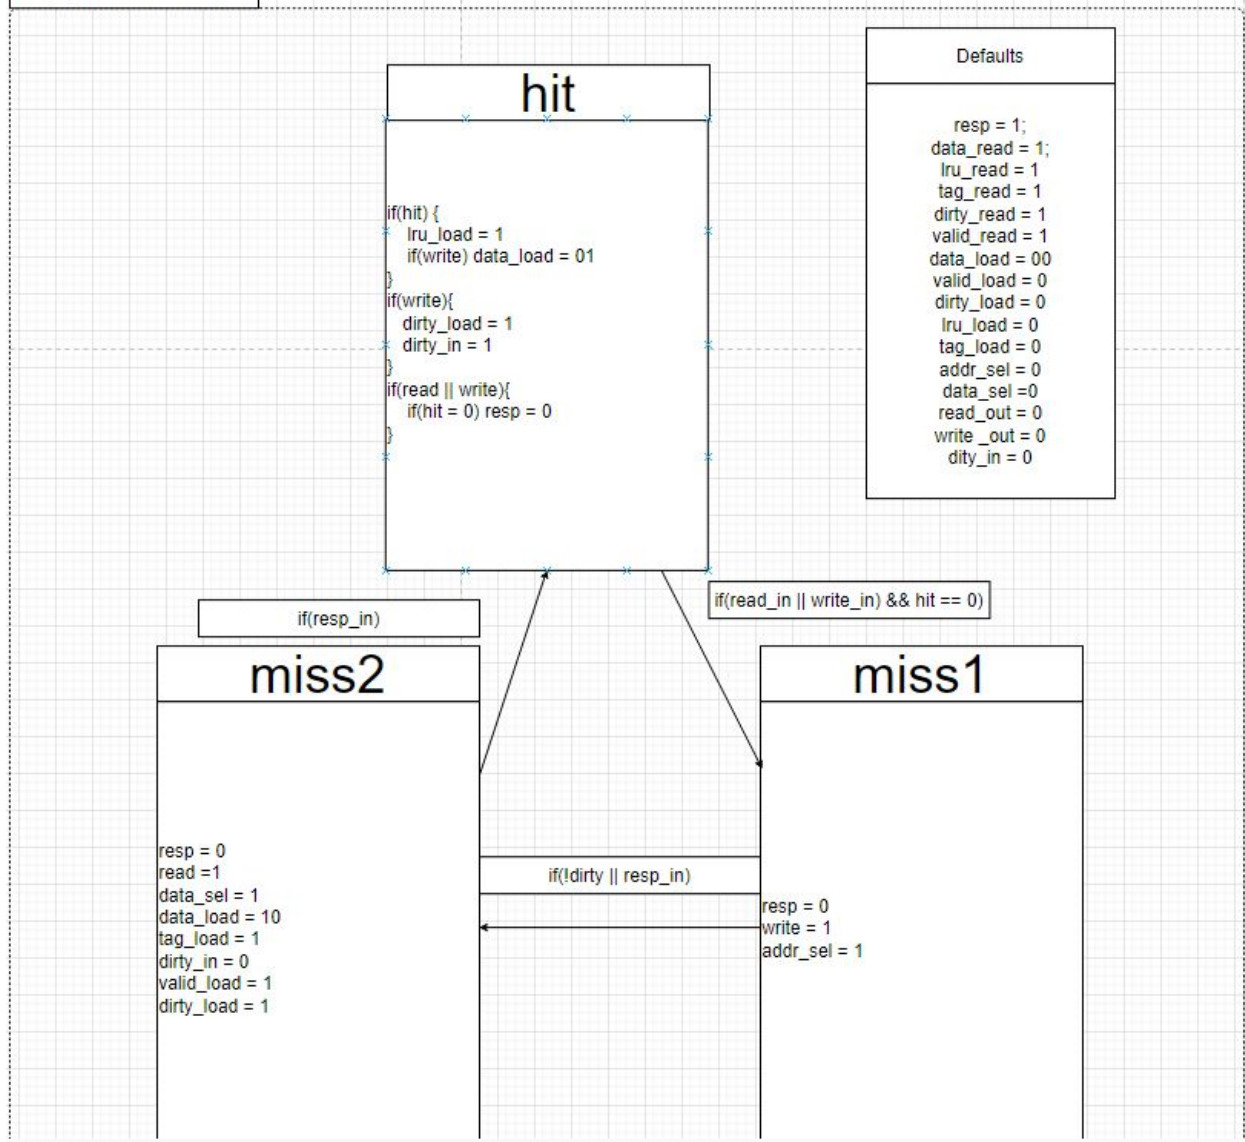 hit
if(hit) {
lru_load = 1
if(write) data_load = 01
}
if(write){
dirty_load = 1
dirty_in = 1
}
if(read || write){
if(hit = 0) resp = 0
}
Defaults
resp = 1;
data_read = 1;
lru_read = 1
tag_read = 1
dirty_read = 1
valid_read = 1
data_load = 00
valid_load = 0
dirty_load = 0
lru_load = 0
tag_load = 0
addr_sel = 0
data_sel =0
read_out = 0
write _out = 0
dity_in = 0
if(resp_in)
if(read_in || write_in) && hit == 0)
miss2
resp = 0
read =1
data_sel = 1
data_load = 10
tag_load = 1
dirty_in = 0
valid_load = 1
dirty_load = 1
if(!dirty || resp_in)
miss1
resp = 0
write = 1
addr_sel = 1